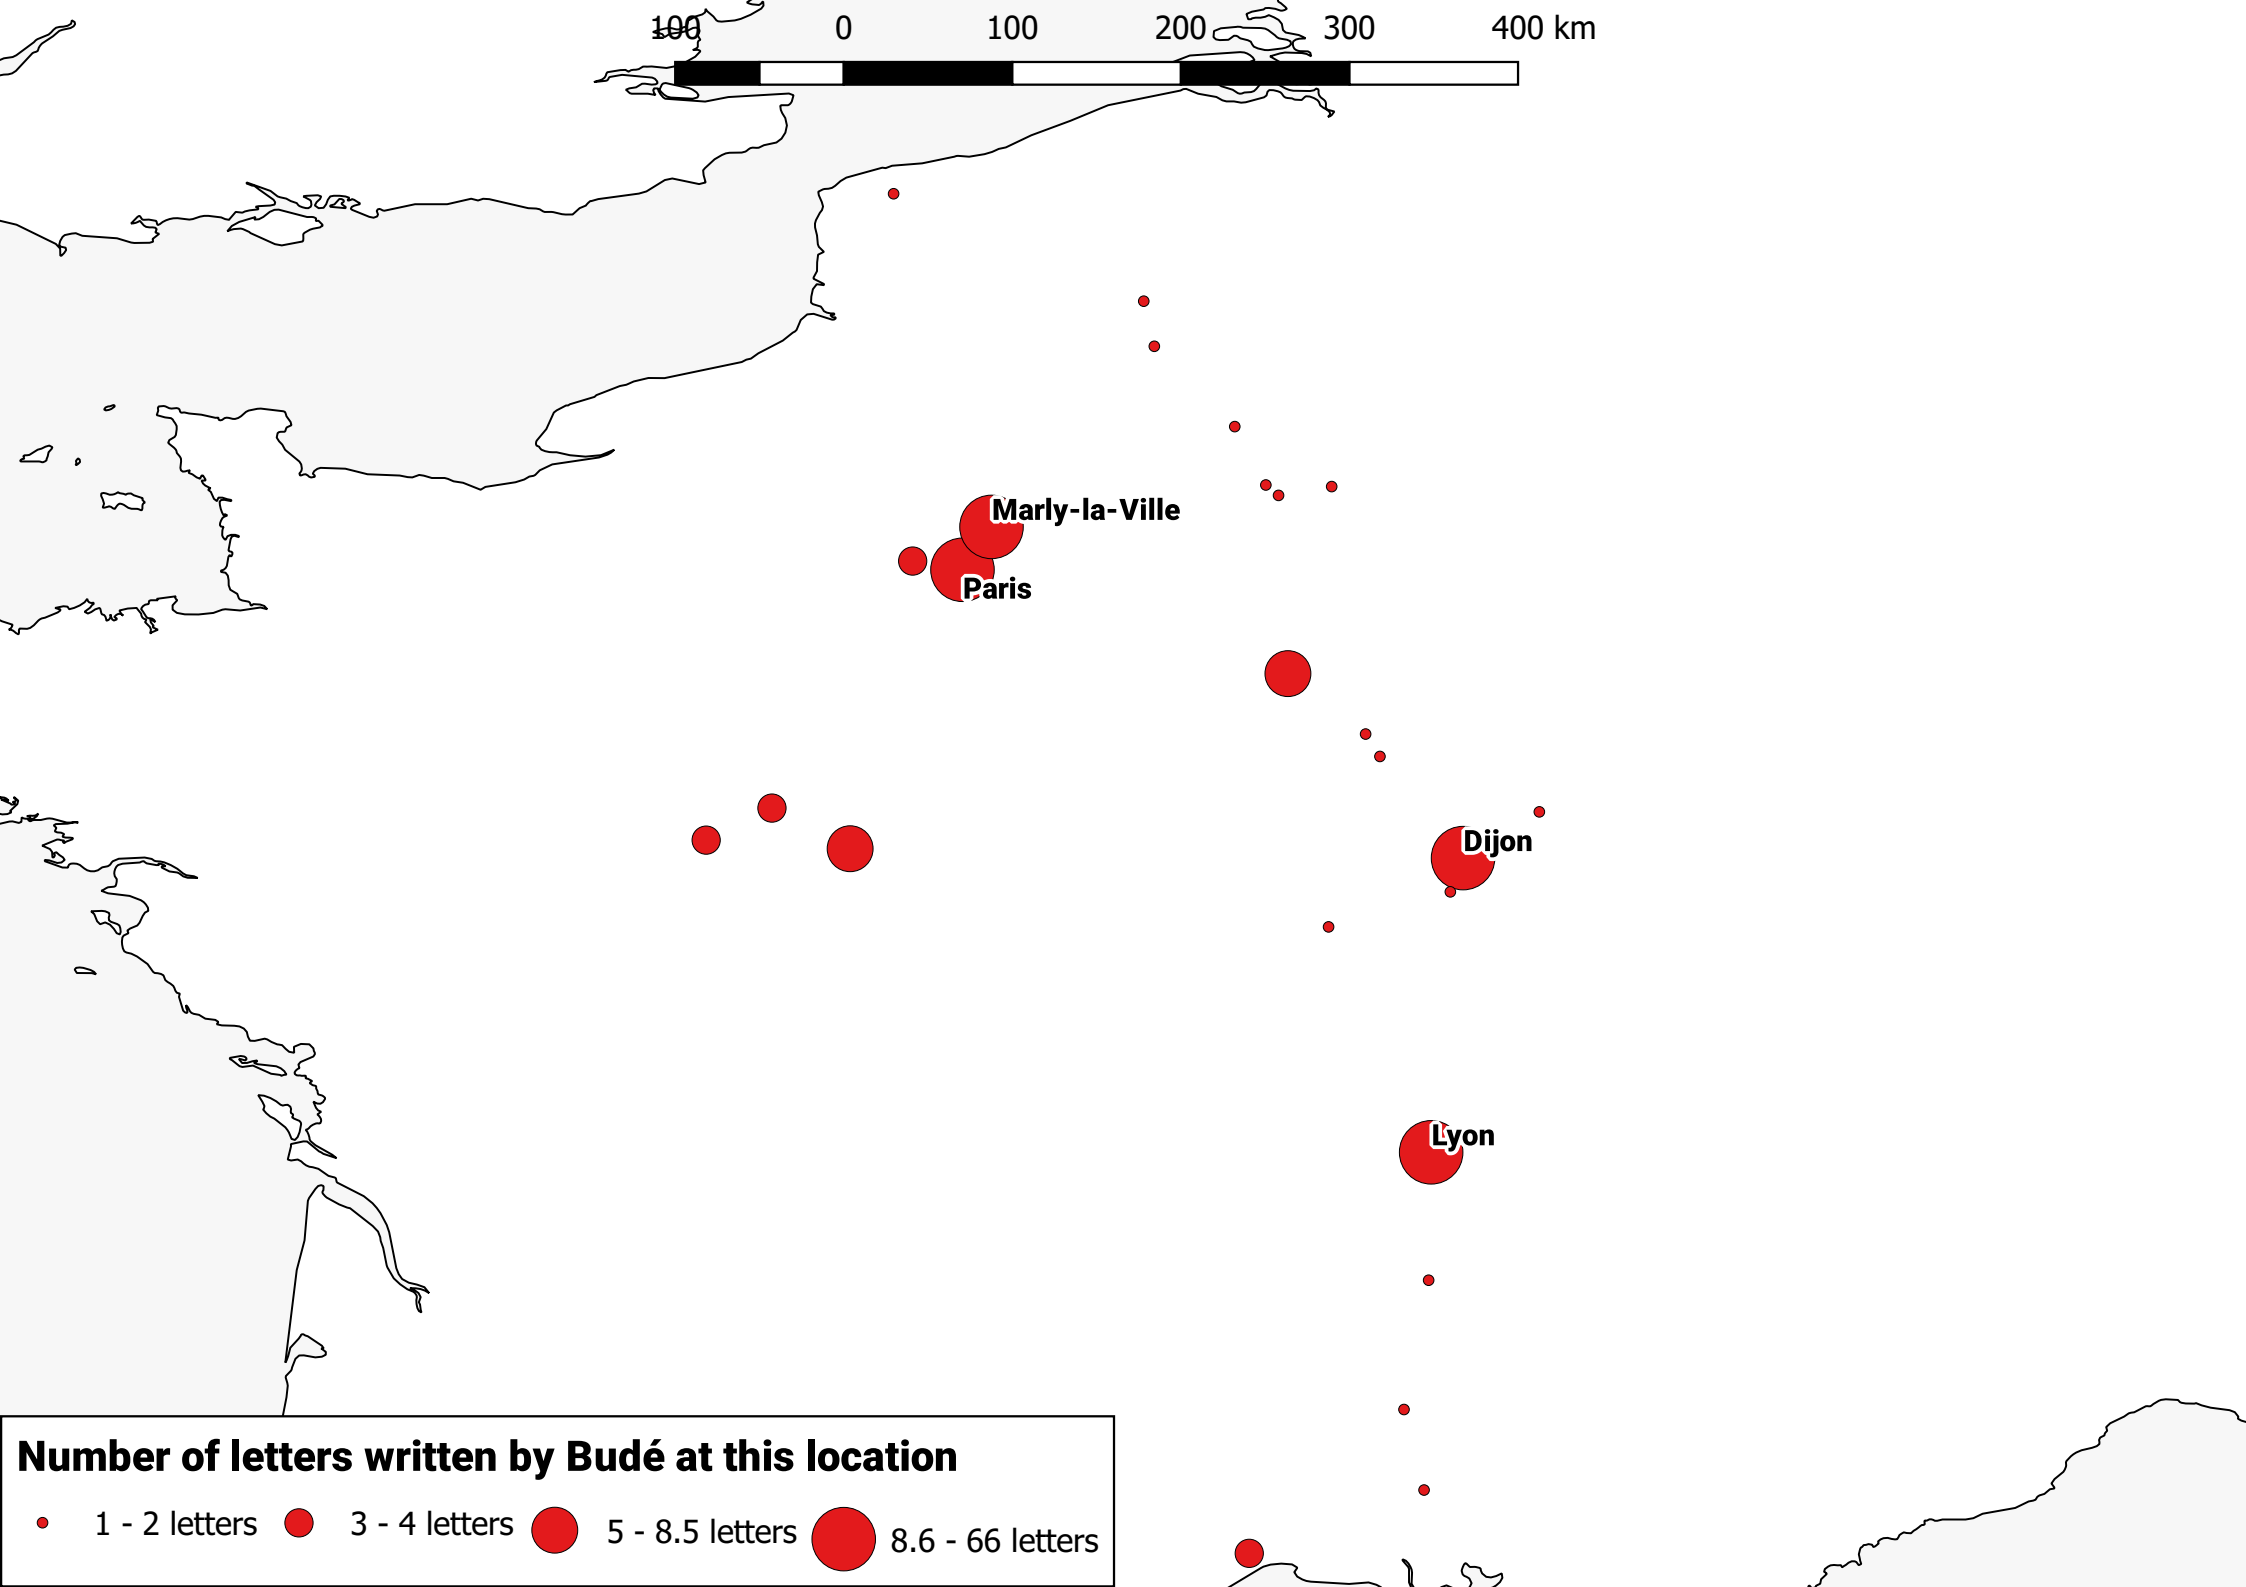 100 0 100 200 300 400 km
Marly-la-Ville
Paris
Dijon
Lyon
Number of letters written by Budé at this location
1 - 2 letters 3 - 4 letters 5 - 8.5 letters 8.6 - 66 letters